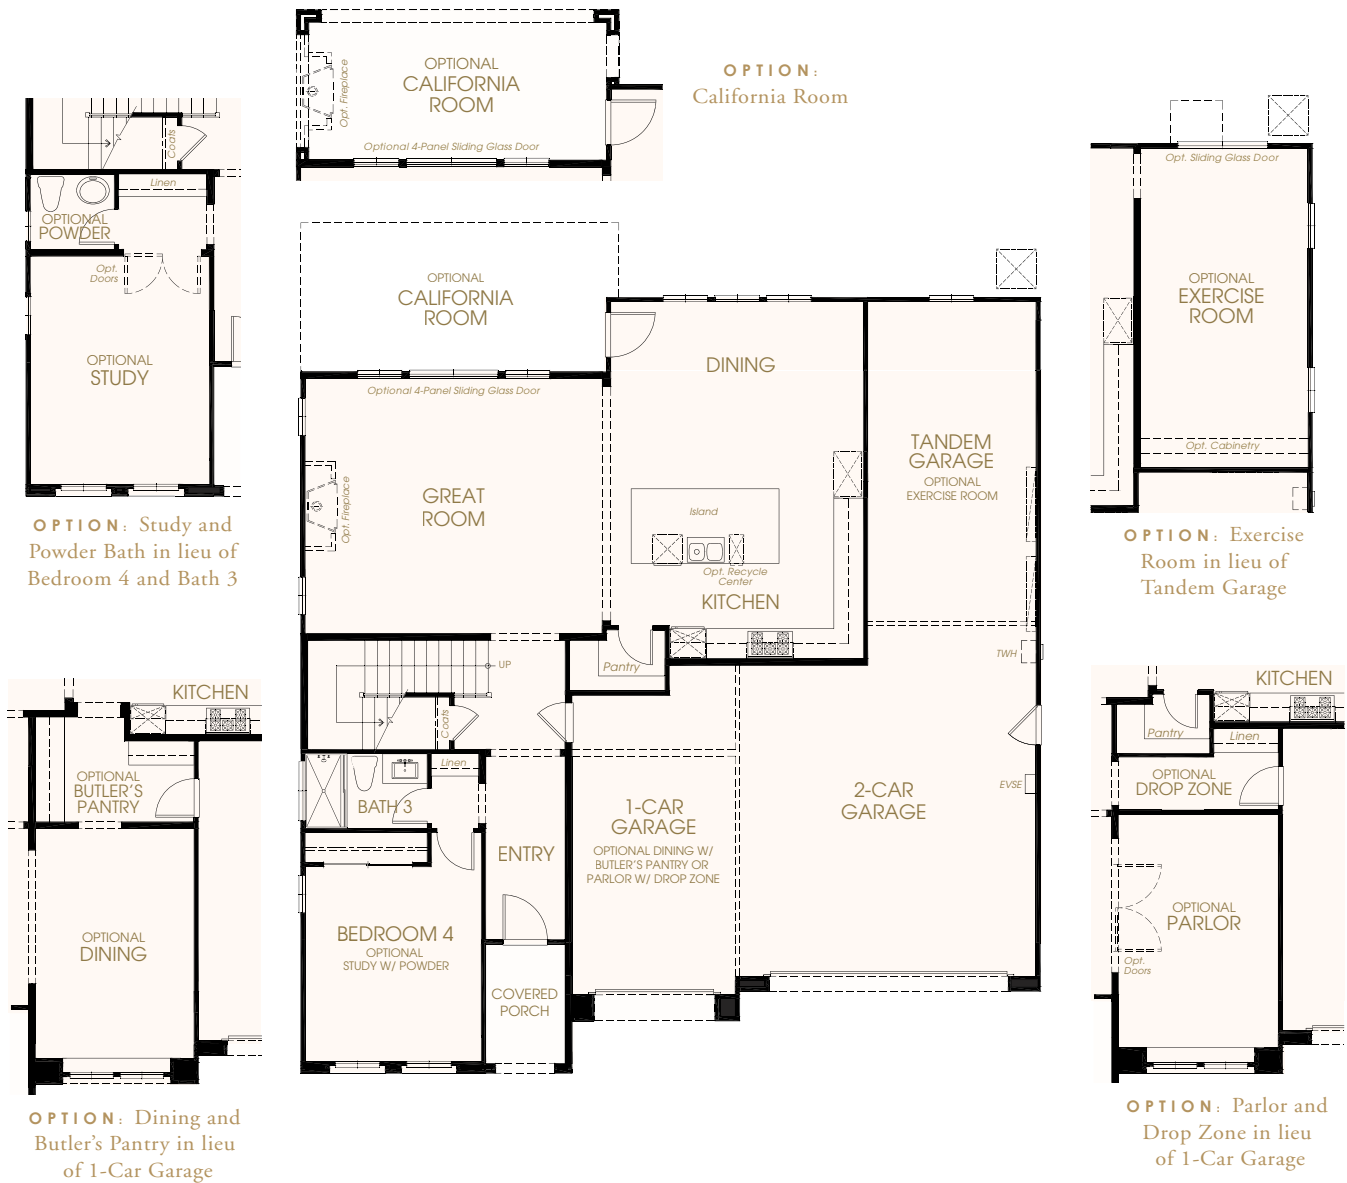 OPTIONAL
CALIFORNIA
ROOM
Opt. Fireplace
Optional 4-Panel Sliding Glass Door
OPTION:
California Room
Coats
Linen
OPTIONAL
POWDER
Opt.
Doors
OPTIONAL
STUDY
OPTION: Study and
Powder Bath in lieu of
Bedroom 4 and Bath 3
Opt. Sliding Glass Door
OPTIONAL
EXERCISE
ROOM
Opt. Cabinetry
OPTION: Exercise
Room in lieu of
Tandem Garage
OPTIONAL
CALIFORNIA
ROOM
Optional 4-Panel Sliding Glass Door
DINING
GREAT
ROOM
Opt. Fireplace
TANDEM
GARAGE
OPTIONAL
EXERCISE ROOM
Island
Opt. Recycle
Center
KITCHEN
Pantry
TWH
UP
Coats
Linen
BATH 3
EVSE
2-CAR
GARAGE
1-CAR
GARAGE
OPTIONAL DINING W/
BUTLER'S PANTRY OR
PARLOR W/ DROP ZONE
ENTRY
BEDROOM 4
OPTIONAL
STUDY W/ POWDER
COVERED
PORCH
KITCHEN
OPTIONAL
BUTLER'S
PANTRY
OPTIONAL
DINING
OPTION: Dining and
Butler's Pantry in lieu
of 1-Car Garage
KITCHEN
Pantry
Linen
OPTIONAL
DROP ZONE
OPTIONAL
PARLOR
Opt.
Doors
OPTION: Parlor and
Drop Zone in lieu
of 1-Car Garage